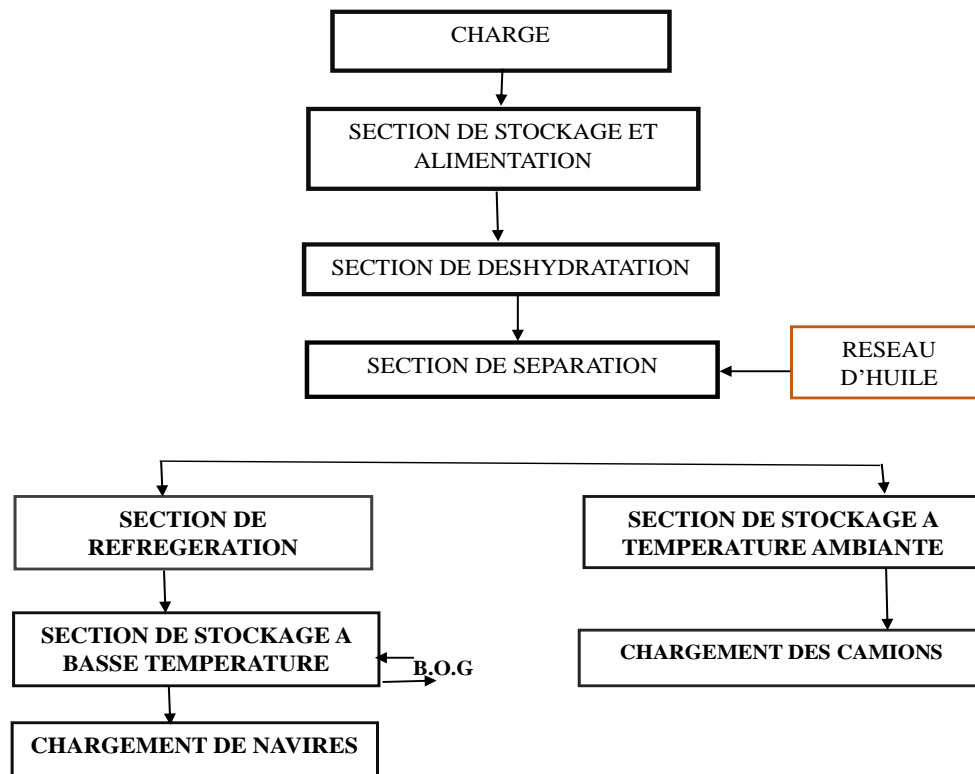 CHARGE
SECTION DE STOCKAGE ET
ALIMENTATION
SECTION DE DESHYDRATATION
SECTION DE SEPARATION
RESEAU
D’HUILE
SECTION DE
REFREGERATION
SECTION DE STOCKAGE A
TEMPERATURE AMBIANTE
SECTION DE STOCKAGE A
BASSE TEMPERATURE
B.O.G
CHARGEMENT DES CAMIONS
CHARGEMENT DE NAVIRES